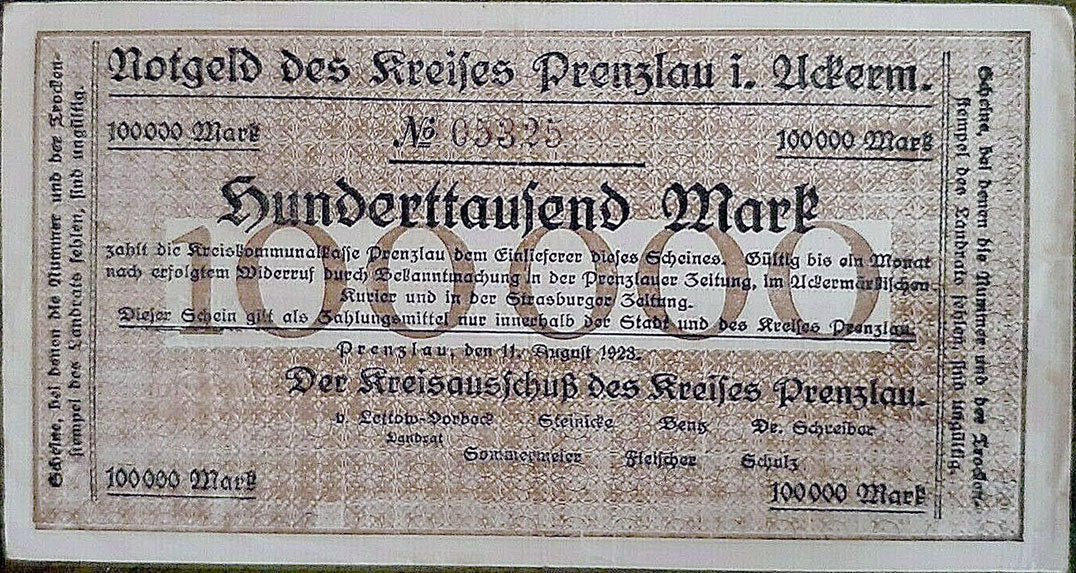 Notgeld des Kreises Prenzlau i. Uckerm.
100000 Mark
№ 05325
100000 Mark
Hunderttausend Mark
100000
zahlt die Kreiskommunalkasse Prenzlau dem Einlieferer dieses Scheines. Gültig bis ein Monat
nach erfolgtem Widerruf durch Bekanntmachung in der Prenzlauer Zeitung, im Uckermärkischen
Kurier und in der Strasburger Zeitung.
Dieser Schein gilt als Zahlungsmittel nur innerhalb der Stadt und des Kreises Prenzlau.
Prenzlau, den 11. August 1923.
Der Kreisausschuß des Kreises Prenzlau.
v. Lettow-Vorbeck Steinicke Bentz Dr. Schreiber
Landrat
Sommermeier Fleischer Schulz
100000 Mark
100000 Mark
Scheine, bei denen die Nummer und der Trocken-
stempel des Landrats fehlen, sind ungültig.
Scheine, bei denen die Nummer und der Trocken-
stempel des Landrats fehlen, sind ungültig.